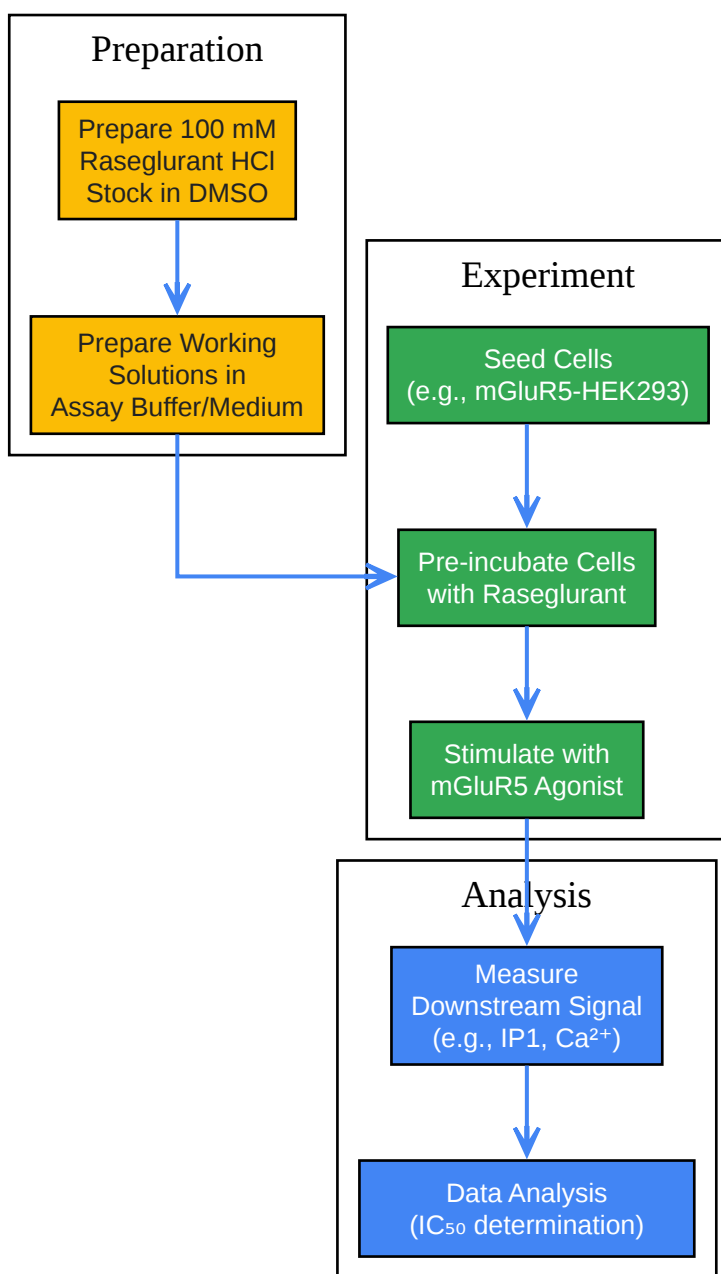 Preparation
Prepare 100 mM
Raseglurant HCl
Stock in DMSO
Prepare Working
Solutions in
Assay Buffer/Medium
Experiment
Seed Cells
(e.g., mGluR5-HEK293)
Pre-incubate Cells
with Raseglurant
Stimulate with
mGluR5 Agonist
Analysis
Measure
Downstream Signal
(e.g., IP1, Ca²⁺)
Data Analysis
(IC₅₀ determination)